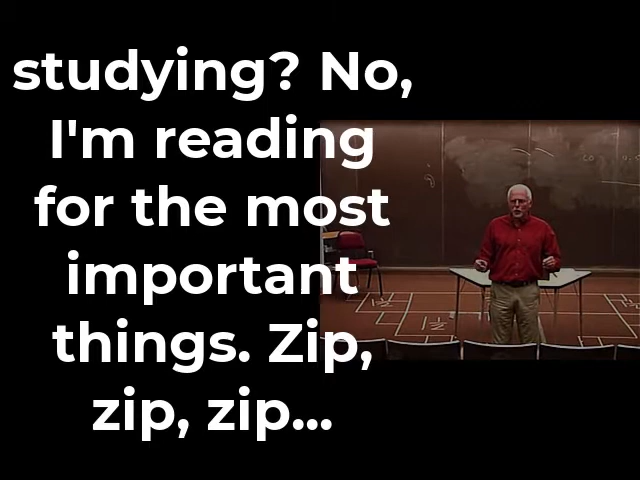 studying? No,
I'm reading
for the most
important
things. Zip,
zip, zip...